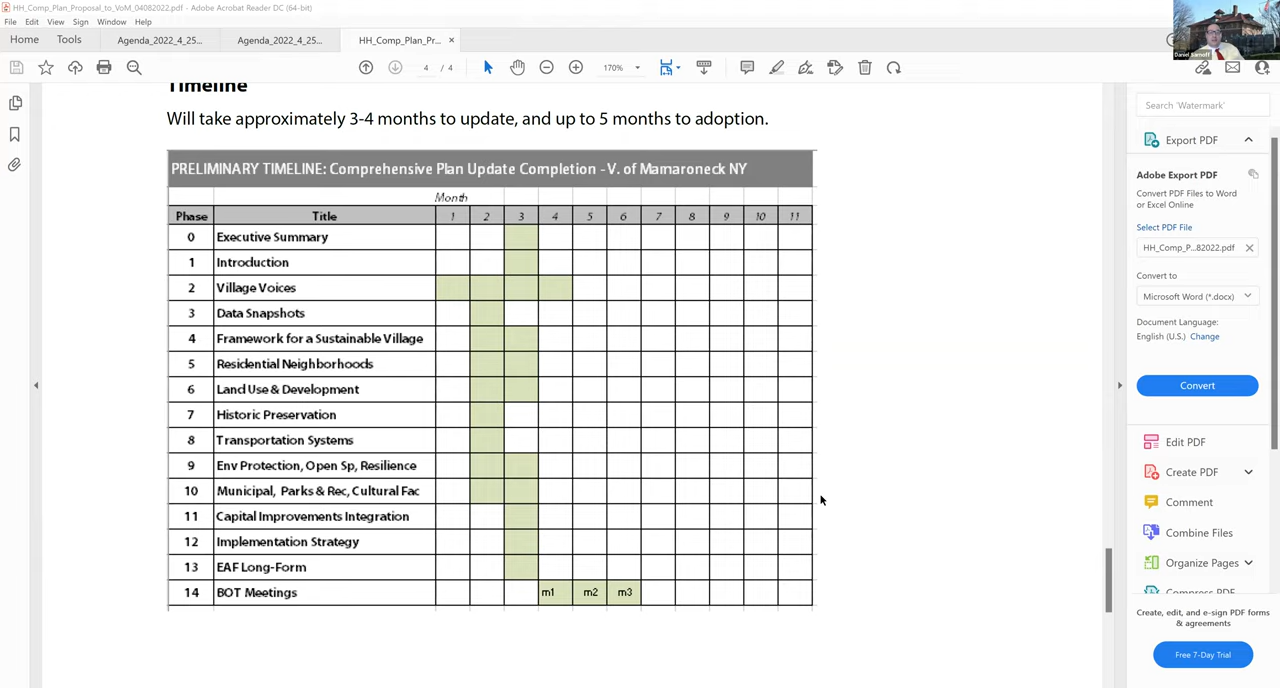 HH_Comp_Plan_Proposal_to_VoM_04082022.pdf - Adobe Acrobat Reader DC (64-bit)
File Edit View Sign Window Help
Home Tools Agenda_2022_4_25... Agenda_2022_4_25... HH_Comp_Plan_Pr... ×
4 / 4 170%
Daniel Sarnoff
Timeline
Will take approximately 3-4 months to update, and up to 5 months to adoption.
PRELIMINARY TIMELINE: Comprehensive Plan Update Completion - V. of Mamaroneck NY
Month
Phase Title 1 2 3 4 5 6 7 8 9 10 11
0 Executive Summary
1 Introduction
2 Village Voices
3 Data Snapshots
4 Framework for a Sustainable Village
5 Residential Neighborhoods
6 Land Use & Development
7 Historic Preservation
8 Transportation Systems
9 Env Protection, Open Sp, Resilience
10 Municipal, Parks & Rec, Cultural Fac
11 Capital Improvements Integration
12 Implementation Strategy
13 EAF Long-Form
14 BOT Meetings m1 m2 m3
Search 'Watermark'
Export PDF
Adobe Export PDF
Convert PDF Files to Word
or Excel Online
Select PDF File
HH_Comp_P...82022.pdf ×
Convert to
Microsoft Word (*.docx)
Document Language:
English (U.S.) Change
Convert
Edit PDF
Create PDF
Comment
Combine Files
Organize Pages
Compress PDF
Create, edit, and e-sign PDF forms
& agreements
Free 7-Day Trial